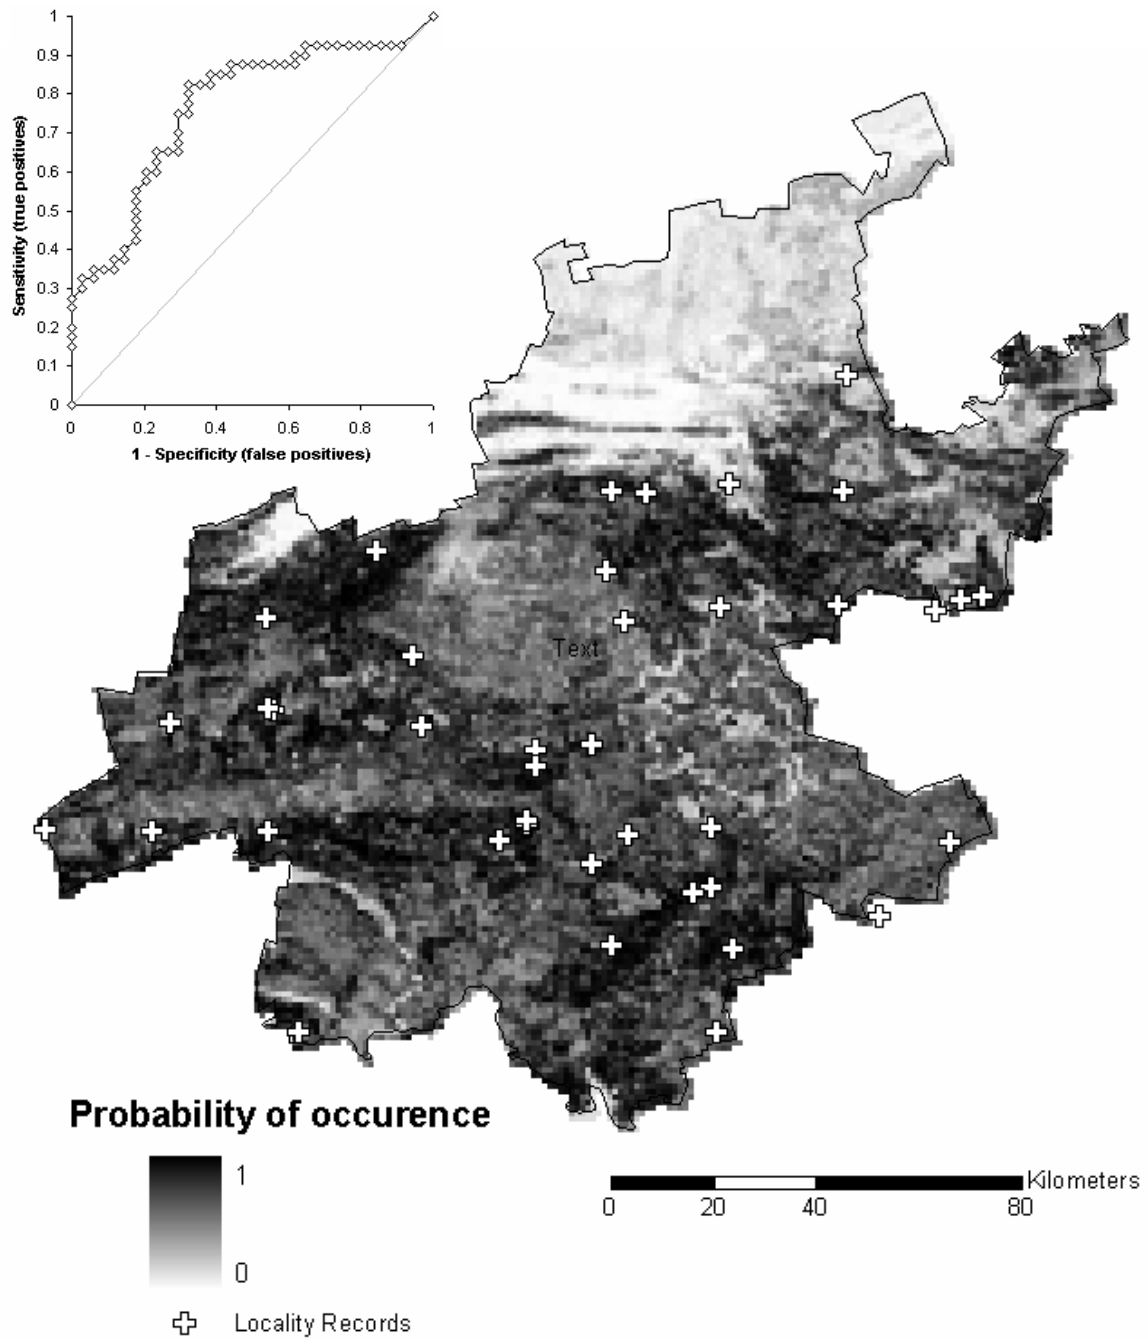 1
0.9
0.8
0.7
0.6
0.5
0.4
0.3
0.2
0.1
0
Sensitivity (true positives)
0 0.2 0.4 0.6 0.8 1
1 - Specificity (false positives)
Text
Probability of occurence
1
0
Locality Records
Kilometers
0 20 40 80